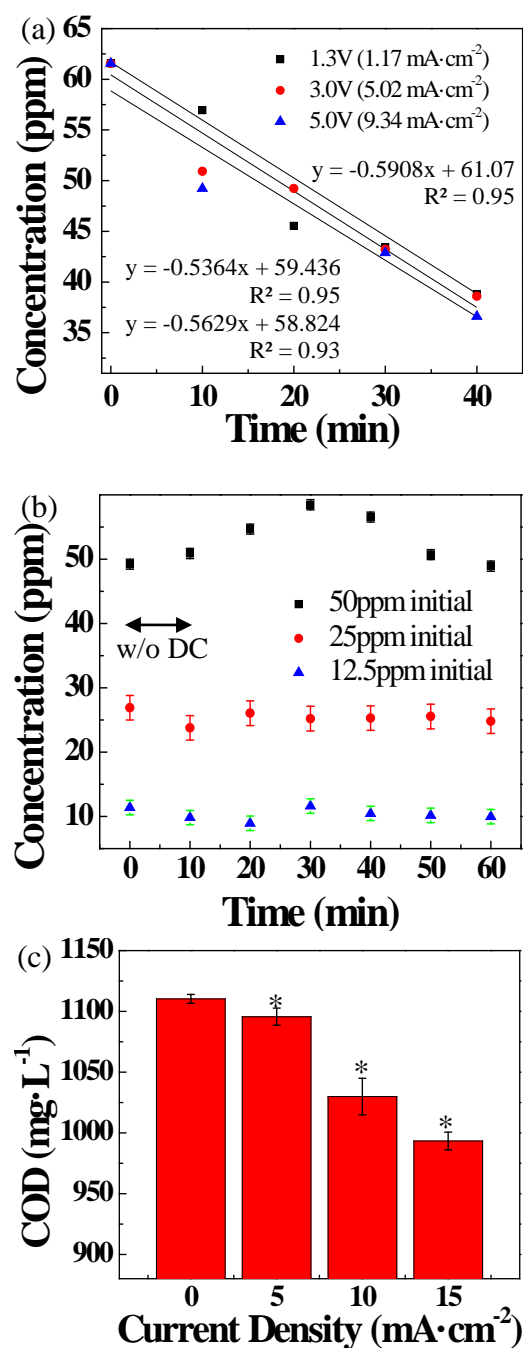 (a)
65
60
55
50
45
40
35
Concentration (ppm)
1.3V (1.17 mA·cm-2)
3.0V (5.02 mA·cm-2)
5.0V (9.34 mA·cm-2)
y = -0.5908x + 61.07
R² = 0.95
y = -0.5364x + 59.436
R² = 0.95
y = -0.5629x + 58.824
R² = 0.93
0 10 20 30 40
Time (min)
(b)
50
40
30
20
10
Concentration (ppm)
w/o DC
50ppm initial
25ppm initial
12.5ppm initial
0 10 20 30 40 50 60
Time (min)
(c)
1150
1100
1050
1000
950
900
COD (mg·L-1)
* * *
0 5 10 15
Current Density (mA·cm-2)